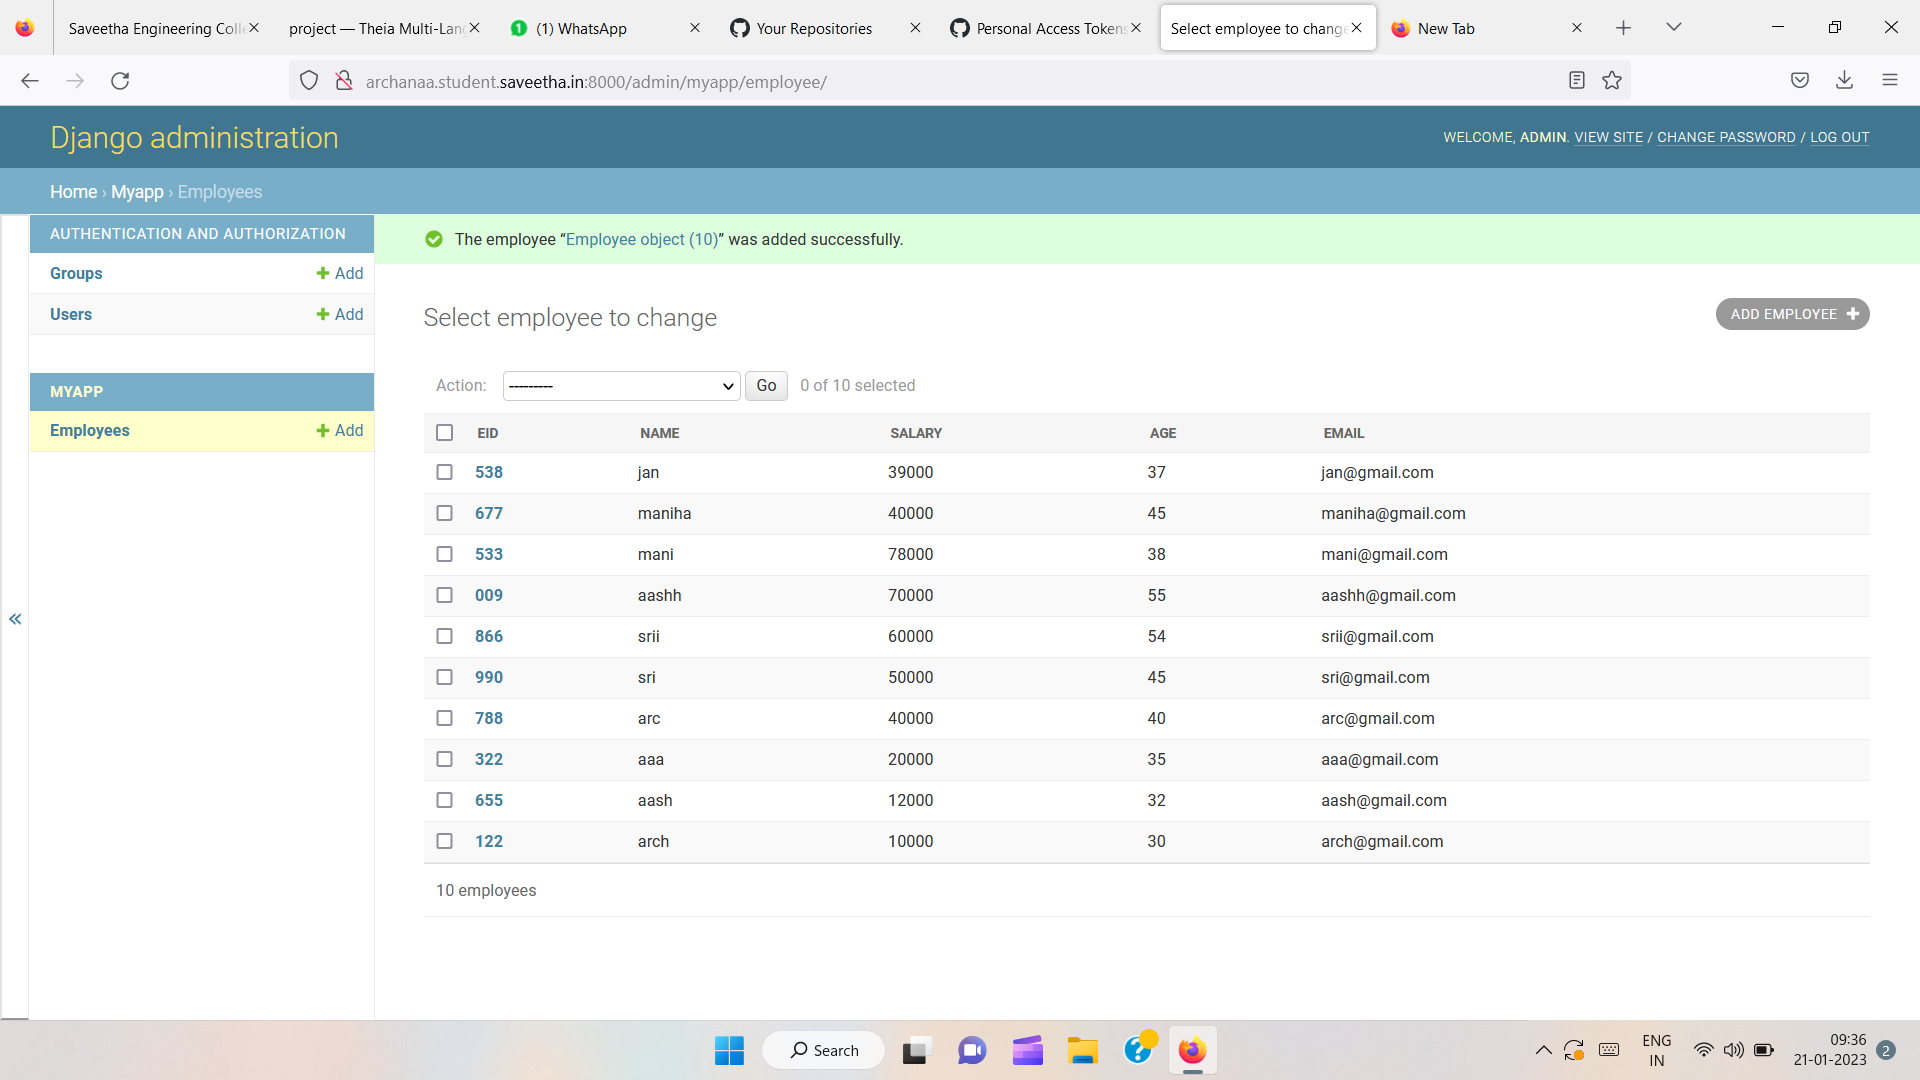 Saveetha Engineering Colle
project — Theia Multi-Lang
(1) WhatsApp
Your Repositories
Personal Access Tokens
Select employee to change
New Tab
archanaa.student.saveetha.in:8000/admin/myapp/employee/
Django administration
WELCOME, ADMIN. VIEW SITE / CHANGE PASSWORD / LOG OUT
Home › Myapp › Employees
AUTHENTICATION AND AUTHORIZATION
Groups + Add
Users + Add
MYAPP
Employees + Add
«
The employee “Employee object (10)” was added successfully.
Select employee to change
ADD EMPLOYEE +
Action: --------- Go 0 of 10 selected
EID NAME SALARY AGE EMAIL
538 jan 39000 37 jan@gmail.com
677 maniha 40000 45 maniha@gmail.com
533 mani 78000 38 mani@gmail.com
009 aashh 70000 55 aashh@gmail.com
866 srii 60000 54 srii@gmail.com
990 sri 50000 45 sri@gmail.com
788 arc 40000 40 arc@gmail.com
322 aaa 20000 35 aaa@gmail.com
655 aash 12000 32 aash@gmail.com
122 arch 10000 30 arch@gmail.com
10 employees
Search
ENG
IN
09:36
21-01-2023
2